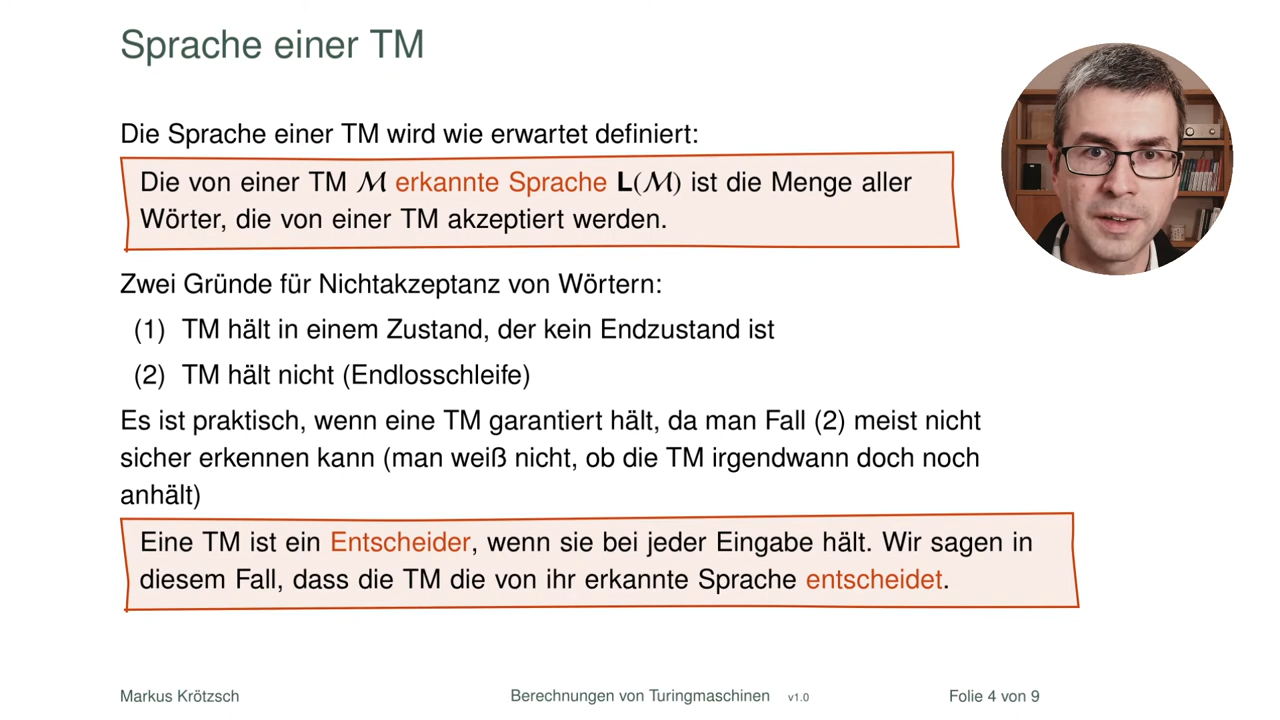 Sprache einer TM
Die Sprache einer TM wird wie erwartet definiert:
Die von einer TM ℳ erkannte Sprache L(ℳ) ist die Menge aller
Wörter, die von einer TM akzeptiert werden.
Zwei Gründe für Nichtakzeptanz von Wörtern:
(1) TM hält in einem Zustand, der kein Endzustand ist
(2) TM hält nicht (Endlosschleife)
Es ist praktisch, wenn eine TM garantiert hält, da man Fall (2) meist nicht
sicher erkennen kann (man weiß nicht, ob die TM irgendwann doch noch
anhält)
Eine TM ist ein Entscheider, wenn sie bei jeder Eingabe hält. Wir sagen in
diesem Fall, dass die TM die von ihr erkannte Sprache entscheidet.
Markus Krötzsch Berechnungen von Turingmaschinen v1.0 Folie 4 von 9